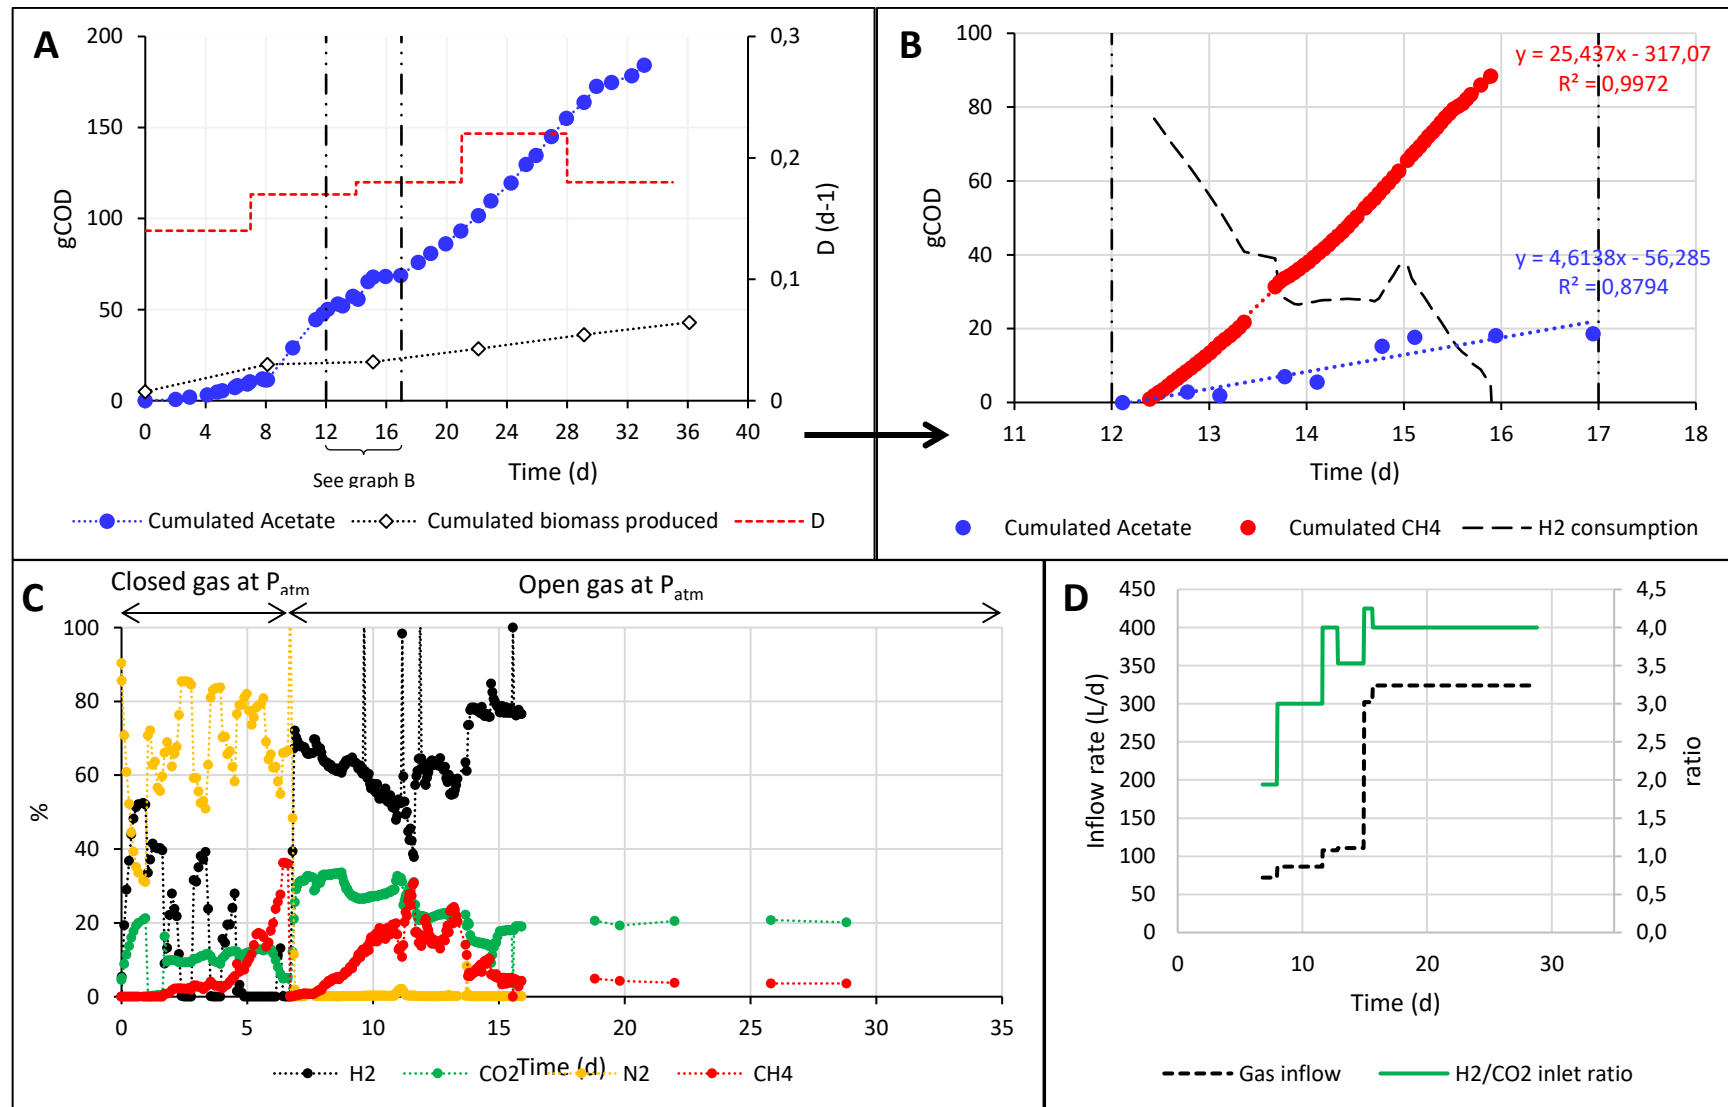 A
200
150
100
50
0
gCOD
0,3
0,2
0,1
0
D (d-1)
0 4 8 12 16 20 24 28 32 36 40
Time (d)
See graph B
Cumulated Acetate Cumulated biomass produced D
B
100
80
60
40
20
0
gCOD
y = 25,437x - 317,07
R² = 0,9972
y = 4,6138x - 56,285
R² = 0,8794
11 12 13 14 15 16 17 18
Time (d)
Cumulated Acetate Cumulated CH4 H2 consumption
C
Closed gas at Patm
Open gas at Patm
100
80
60
40
20
0
%
0 5 10 15 20 25 30 35
Time (d)
H2 CO2 N2 CH4
D
450
400
350
300
250
200
150
100
50
0
Inflow rate (L/d)
4,5
4,0
3,5
3,0
2,5
2,0
1,5
1,0
0,5
0,0
ratio
0 10 20 30
Time (d)
Gas inflow H2/CO2 inlet ratio